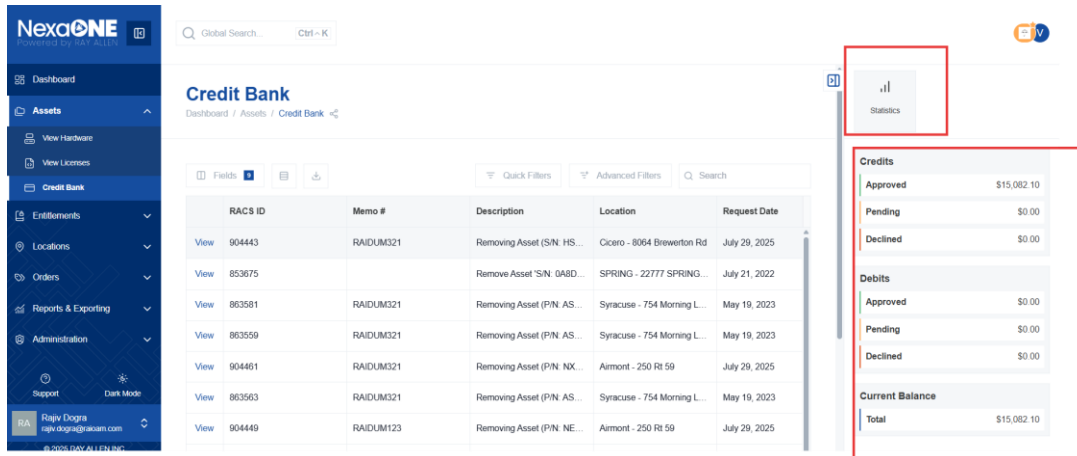 NexaONE
Powered by RAY ALLEN
Global Search... Ctrl ~ K
V
Dashboard
Assets
View Hardware
View Licenses
Credit Bank
Entitlements
Locations
Orders
Reports & Exporting
Administration
Support Dark Mode
RA Rajiv Dogra
rajiv.dogra@raioam.com
© 2026 RAY ALLEN INC
Credit Bank
Dashboard / Assets / Credit Bank
Fields 9 Quick Filters Advanced Filters Search
RACS ID Memo # Description Location Request Date
View 904443 RAIDUM321 Removing Asset (S/N: HS... Cicero - 8064 Brewerton Rd July 29, 2025
View 853675 Remove Asset 'S/N: 0A8D... SPRING - 22777 SPRING... July 21, 2022
View 863581 RAIDUM321 Removing Asset (P/N: AS... Syracuse - 754 Morning L... May 19, 2023
View 863559 RAIDUM321 Removing Asset (P/N: AS... Syracuse - 754 Morning L... May 19, 2023
View 904461 RAIDUM321 Removing Asset (P/N: NX... Airmont - 250 Rt 59 July 29, 2025
View 863563 RAIDUM321 Removing Asset (P/N: AS... Syracuse - 754 Morning L... May 19, 2023
View 904449 RAIDUM123 Removing Asset (P/N: NE... Airmont - 250 Rt 59 July 29, 2025
Statistics
Credits
Approved $15,082.10
Pending $0.00
Declined $0.00
Debits
Approved $0.00
Pending $0.00
Declined $0.00
Current Balance
Total $15,082.10